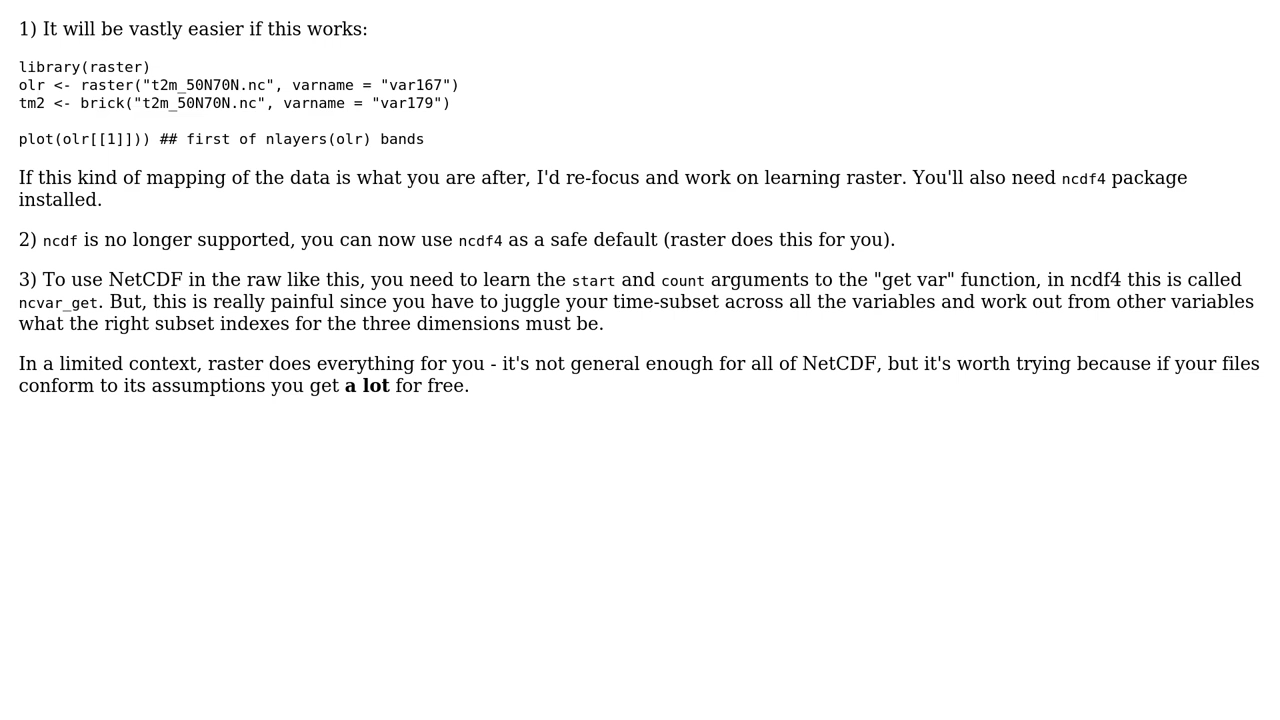 1) It will be vastly easier if this works:
library(raster)
olr <- raster("t2m_50N70N.nc", varname = "var167")
tm2 <- brick("t2m_50N70N.nc", varname = "var179")
plot(olr[[1]])) ## first of nlayers(olr) bands
If this kind of mapping of the data is what you are after, I'd re-focus and work on learning raster. You'll also need ncdf4 package
installed.
2) ncdf is no longer supported, you can now use ncdf4 as a safe default (raster does this for you).
3) To use NetCDF in the raw like this, you need to learn the start and count arguments to the "get var" function, in ncdf4 this is called
ncvar_get. But, this is really painful since you have to juggle your time-subset across all the variables and work out from other variables
what the right subset indexes for the three dimensions must be.
In a limited context, raster does everything for you - it's not general enough for all of NetCDF, but it's worth trying because if your files
conform to its assumptions you get a lot for free.